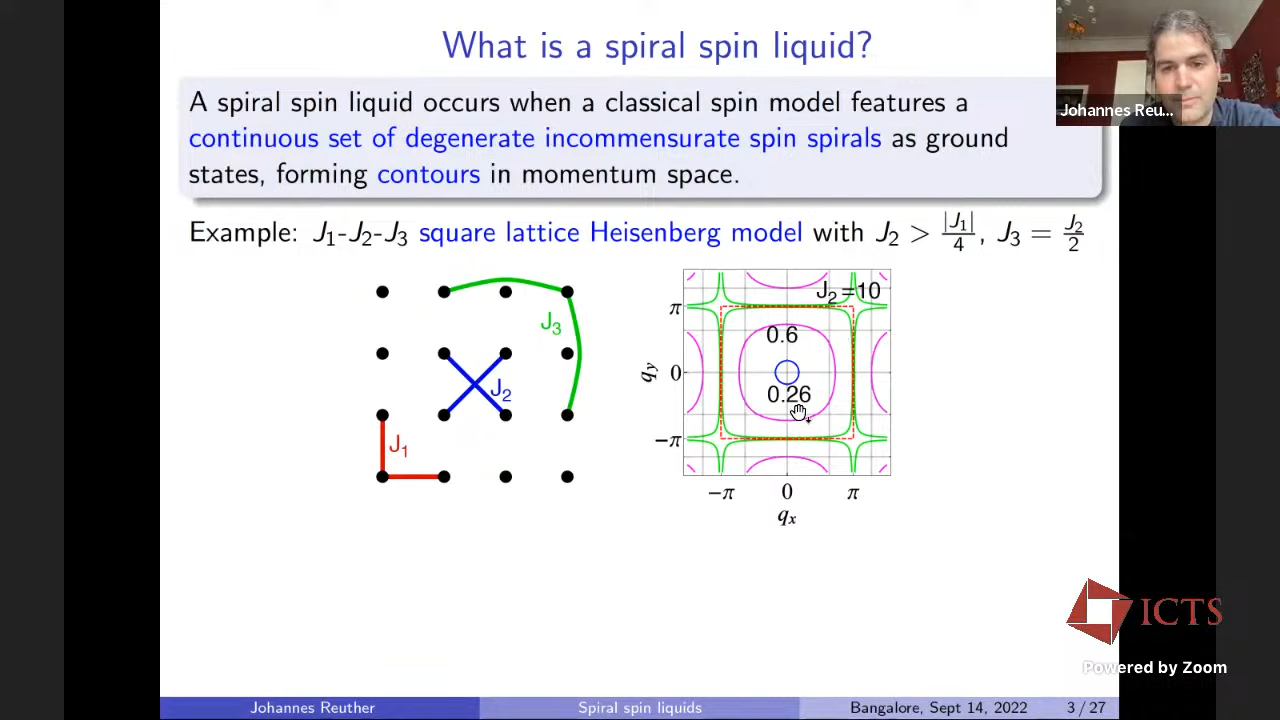 What is a spiral spin liquid?
A spiral spin liquid occurs when a classical spin model features a
continuous set of degenerate incommensurate spin spirals as ground
states, forming contours in momentum space.
Johannes Reu...
Example: J₁-J₂-J₃ square lattice Heisenberg model with J₂ > |J₁|/4, J₃ = J₂/2
J₃
J₂
J₁
J₂ =10
0.6
0.26
π
0
−π
qy
−π 0 π
qx
ICTS
Powered by Zoom
Johannes Reuther Spiral spin liquids Bangalore, Sept 14, 2022 3 / 27